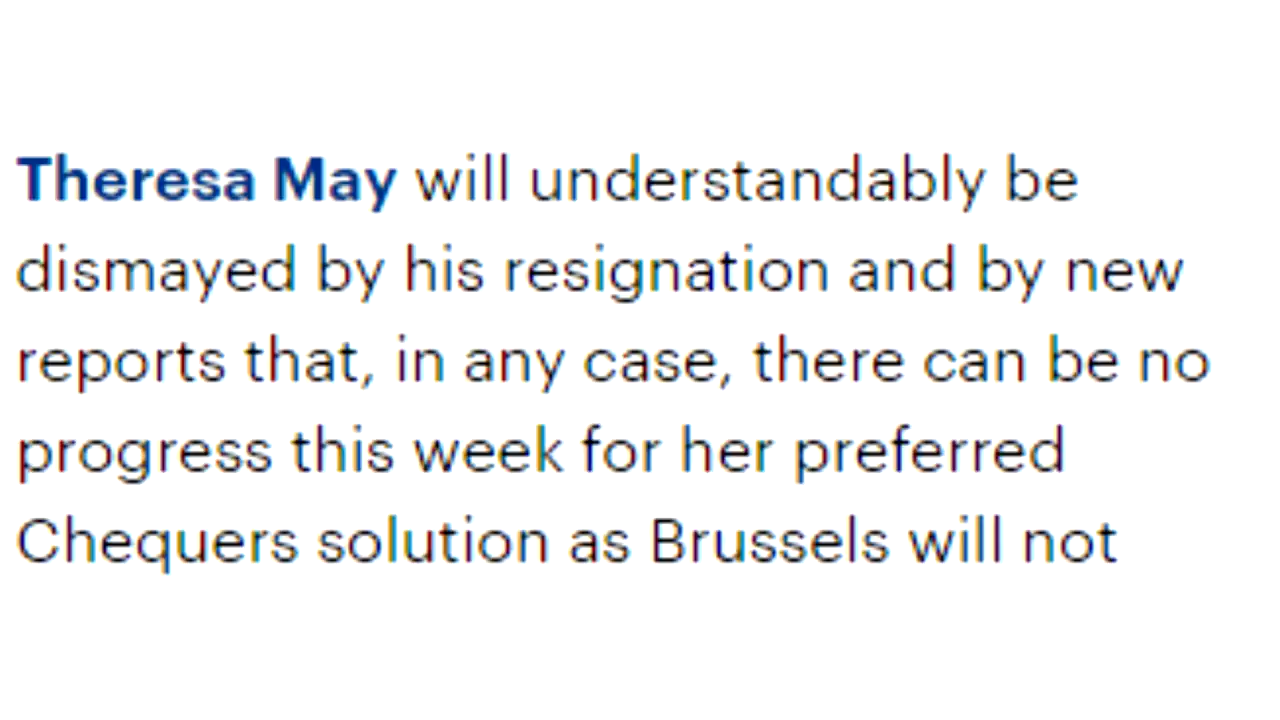 Theresa May will understandably be
dismayed by his resignation and by new
reports that, in any case, there can be no
progress this week for her preferred
Chequers solution as Brussels will not